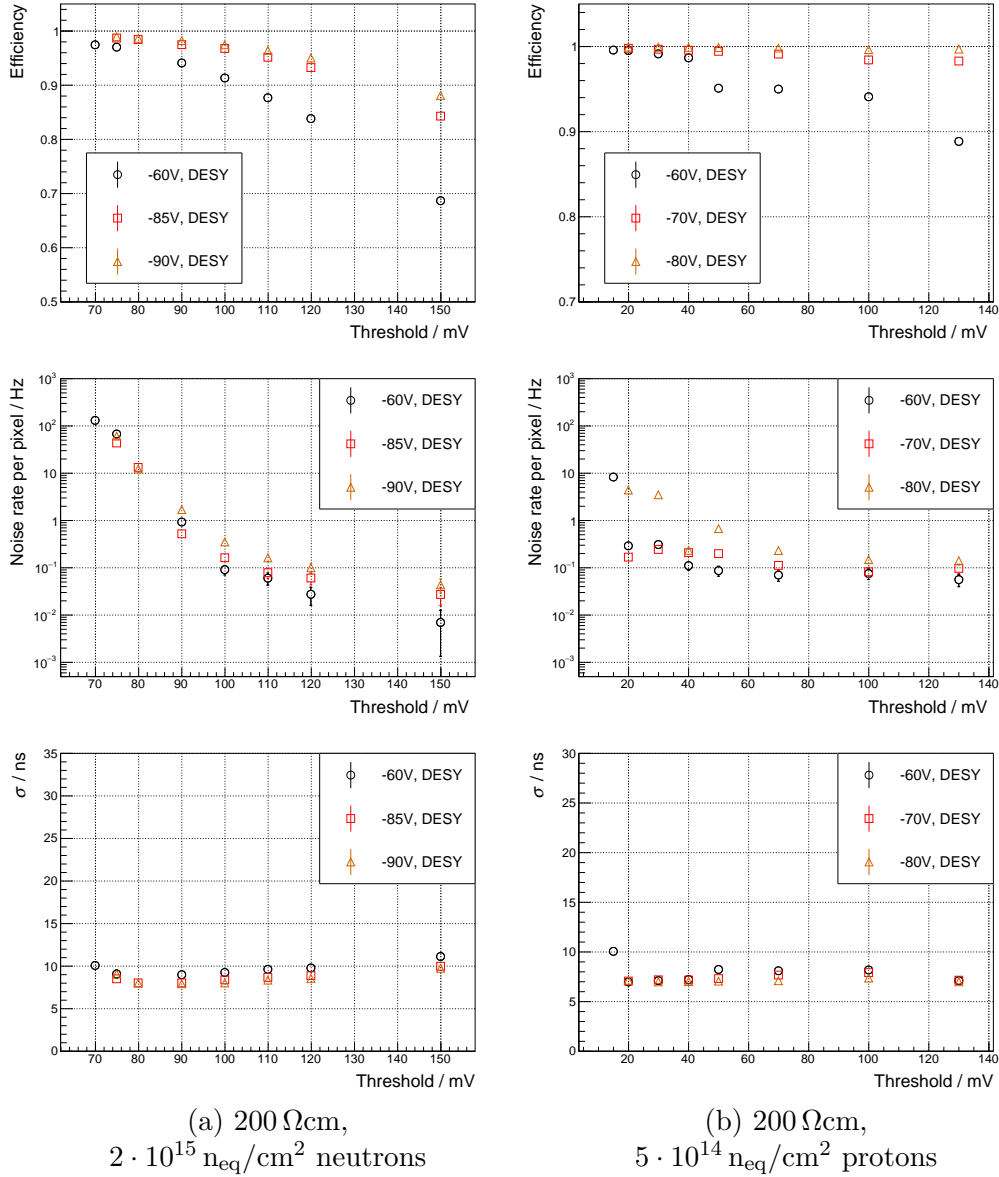 Efficiency
1
0.9
0.8
0.7
0.6
0.5
-60V, DESY
-85V, DESY
-90V, DESY
70 80 90 100 110 120 130 140 150
Threshold / mV
Efficiency
1
0.9
0.8
0.7
-60V, DESY
-70V, DESY
-80V, DESY
20 40 60 80 100 120 140
Threshold / mV
Noise rate per pixel / Hz
10³
10²
10
1
10⁻¹
10⁻²
10⁻³
-60V, DESY
-85V, DESY
-90V, DESY
70 80 90 100 110 120 130 140 150
Threshold / mV
Noise rate per pixel / Hz
10³
10²
10
1
10⁻¹
10⁻²
10⁻³
-60V, DESY
-70V, DESY
-80V, DESY
20 40 60 80 100 120 140
Threshold / mV
σ / ns
35
30
25
20
15
10
5
0
-60V, DESY
-85V, DESY
-90V, DESY
70 80 90 100 110 120 130 140 150
Threshold / mV
σ / ns
30
25
20
15
10
5
0
-60V, DESY
-70V, DESY
-80V, DESY
20 40 60 80 100 120 140
Threshold / mV
(a) 200 Ωcm,
2 · 10¹⁵ n_eq/cm² neutrons
(b) 200 Ωcm,
5 · 10¹⁴ n_eq/cm² protons